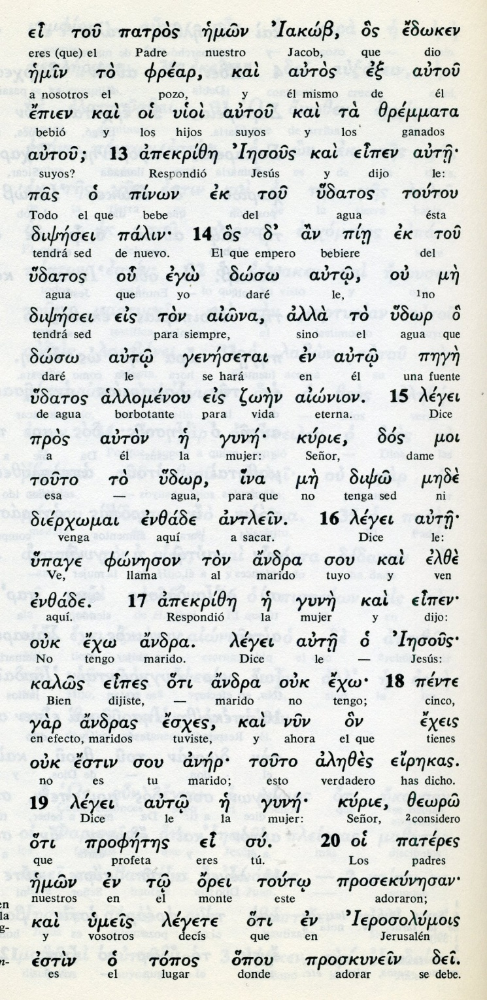 εἶ τοῦ πατρὸς ἡμῶν Ἰακώβ, ὃς ἔδωκεν
eres (que) el Padre nuestro Jacob, que dio
ἡμῖν τὸ φρέαρ, καὶ αὐτὸς ἐξ αὐτοῦ
a nosotros el pozo, y él mismo de él
ἔπιεν καὶ οἱ υἱοὶ αὐτοῦ καὶ τὰ θρέμματα
bebió y los hijos suyos y los ganados
αὐτοῦ; 13 ἀπεκρίθη Ἰησοῦς καὶ εἶπεν αὐτῇ·
suyos? Respondió Jesús y dijo le:
πᾶς ὁ πίνων ἐκ τοῦ ὕδατος τούτου
Todo el que bebe del agua ésta
διψήσει πάλιν· 14 ὃς δ' ἂν πίῃ ἐκ τοῦ
tendrá sed de nuevo. El que empero bebiere del
ὕδατος οὗ ἐγὼ δώσω αὐτῷ, οὐ μὴ
agua que yo daré le, 1no
διψήσει εἰς τὸν αἰῶνα, ἀλλὰ τὸ ὕδωρ ὃ
tendrá sed para siempre, sino el agua que
δώσω αὐτῷ γενήσεται ἐν αὐτῷ πηγὴ
daré le se hará en él una fuente
ὕδατος ἁλλομένου εἰς ζωὴν αἰώνιον. 15 λέγει
de agua borbotante para vida eterna. Dice
πρὸς αὐτὸν ἡ γυνή· κύριε, δός μοι
a él la mujer: Señor, dame
τοῦτο τὸ ὕδωρ, ἵνα μὴ διψῶ μηδὲ
esa — agua, para que no tenga sed ni
διέρχωμαι ἐνθάδε ἀντλεῖν. 16 λέγει αὐτῇ·
venga aquí a sacar. Dice le:
ὕπαγε φώνησον τὸν ἄνδρα σου καὶ ἐλθὲ
Ve, llama al marido tuyo y ven
ἐνθάδε. 17 ἀπεκρίθη ἡ γυνὴ καὶ εἶπεν·
aquí. Respondió la mujer y dijo:
οὐκ ἔχω ἄνδρα. λέγει αὐτῇ ὁ Ἰησοῦς·
No tengo marido. Dice le — Jesús:
καλῶς εἶπες ὅτι ἄνδρα οὐκ ἔχω· 18 πέντε
Bien dijiste, — marido no tengo; cinco,
γὰρ ἄνδρας ἔσχες, καὶ νῦν ὃν ἔχεις
en efecto, maridos tuviste, y ahora el que tienes
οὐκ ἔστιν σου ἀνήρ· τοῦτο ἀληθὲς εἴρηκας.
no es tu marido; esto verdadero has dicho.
19 λέγει αὐτῷ ἡ γυνή· κύριε, θεωρῶ
Dice le la mujer: Señor, 2considero
ὅτι προφήτης εἶ σύ. 20 οἱ πατέρες
que profeta eres tú. Los padres
ἡμῶν ἐν τῷ ὄρει τούτῳ προσεκύνησαν·
nuestros en el monte este adoraron;
καὶ ὑμεῖς λέγετε ὅτι ἐν Ἱεροσολύμοις
y vosotros decís que en Jerusalén
ἐστὶν ὁ τόπος ὅπου προσκυνεῖν δεῖ.
es el lugar donde adorar se debe.